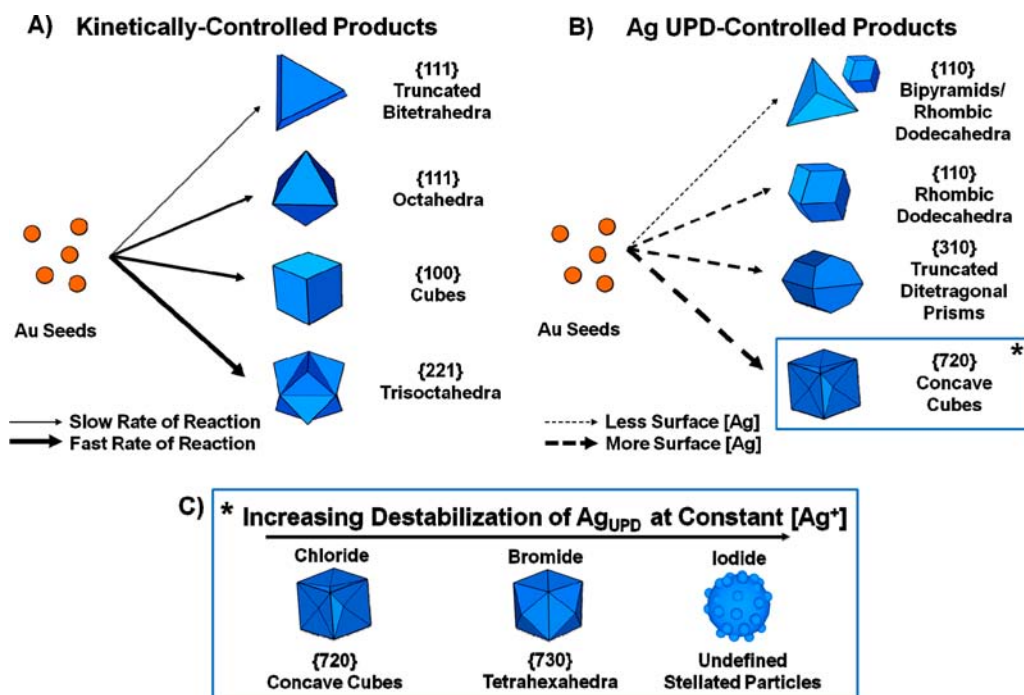 A) Kinetically-Controlled Products
{111}
Truncated
Bitetrahedra
{111}
Octahedra
{100}
Cubes
{221}
Trisoctahedra
Au Seeds
Slow Rate of Reaction
Fast Rate of Reaction
B) Ag UPD-Controlled Products
{110}
Bipyramids/
Rhombic
Dodecahedra
{110}
Rhombic
Dodecahedra
{310}
Truncated
Ditetragonal
Prisms
{720} *
Concave
Cubes
Au Seeds
Less Surface [Ag]
More Surface [Ag]
C) * Increasing Destabilization of AgUPD at Constant [Ag⁺]
Chloride
{720}
Concave Cubes
Bromide
{730}
Tetrahexahedra
Iodide
Undefined
Stellated Particles